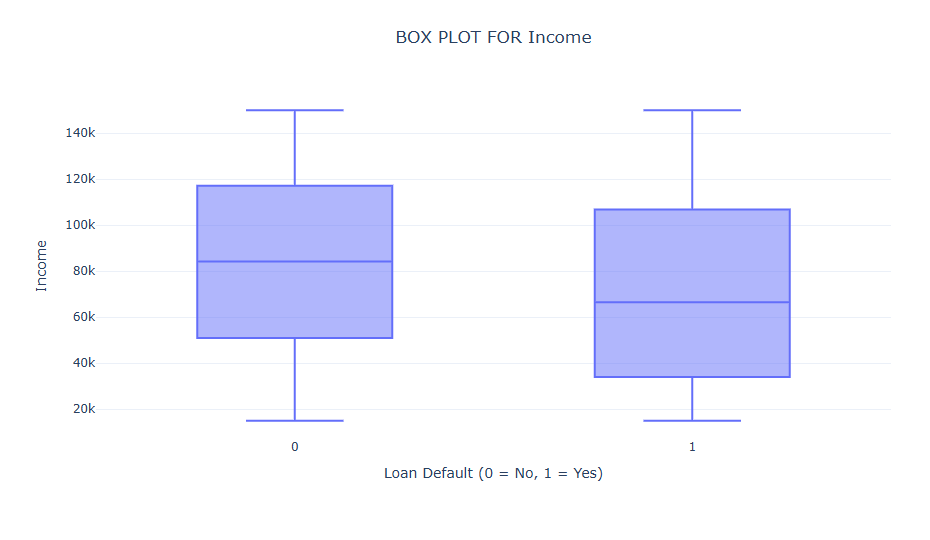 BOX PLOT FOR Income
140k
120k
100k
80k
60k
40k
20k
Income
0
1
Loan Default (0 = No, 1 = Yes)